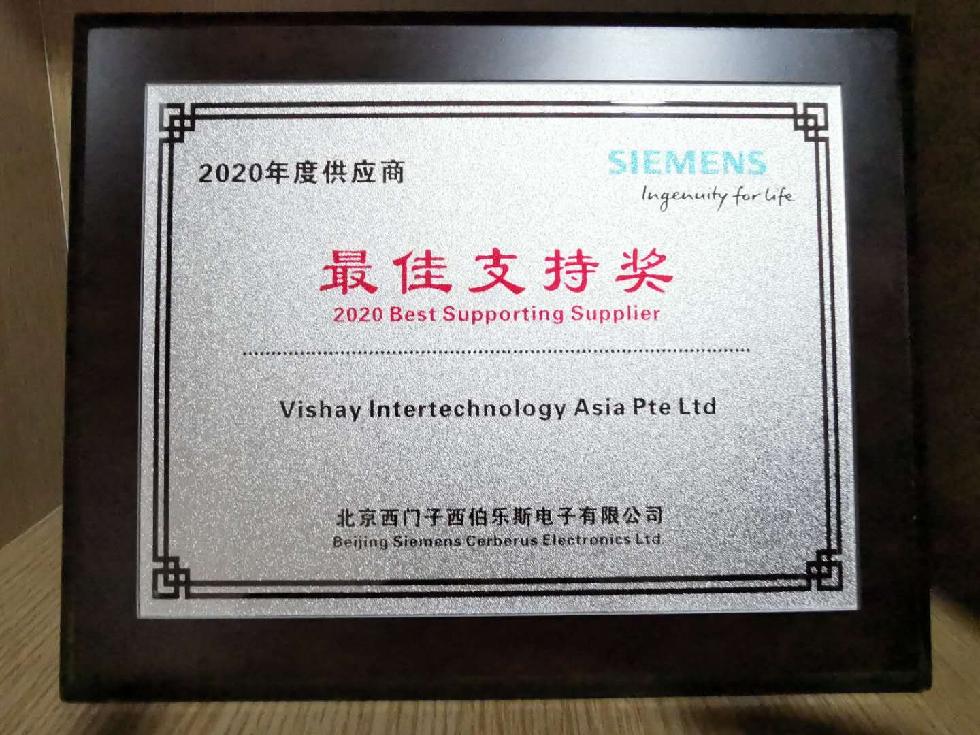 2020年度供应商
SIEMENS
Ingenuity for life
最佳支持奖
2020 Best Supporting Supplier
Vishay Intertechnology Asia Pte Ltd
北京西门子西伯乐斯电子有限公司
Beijing Siemens Cerberus Electronics Ltd.